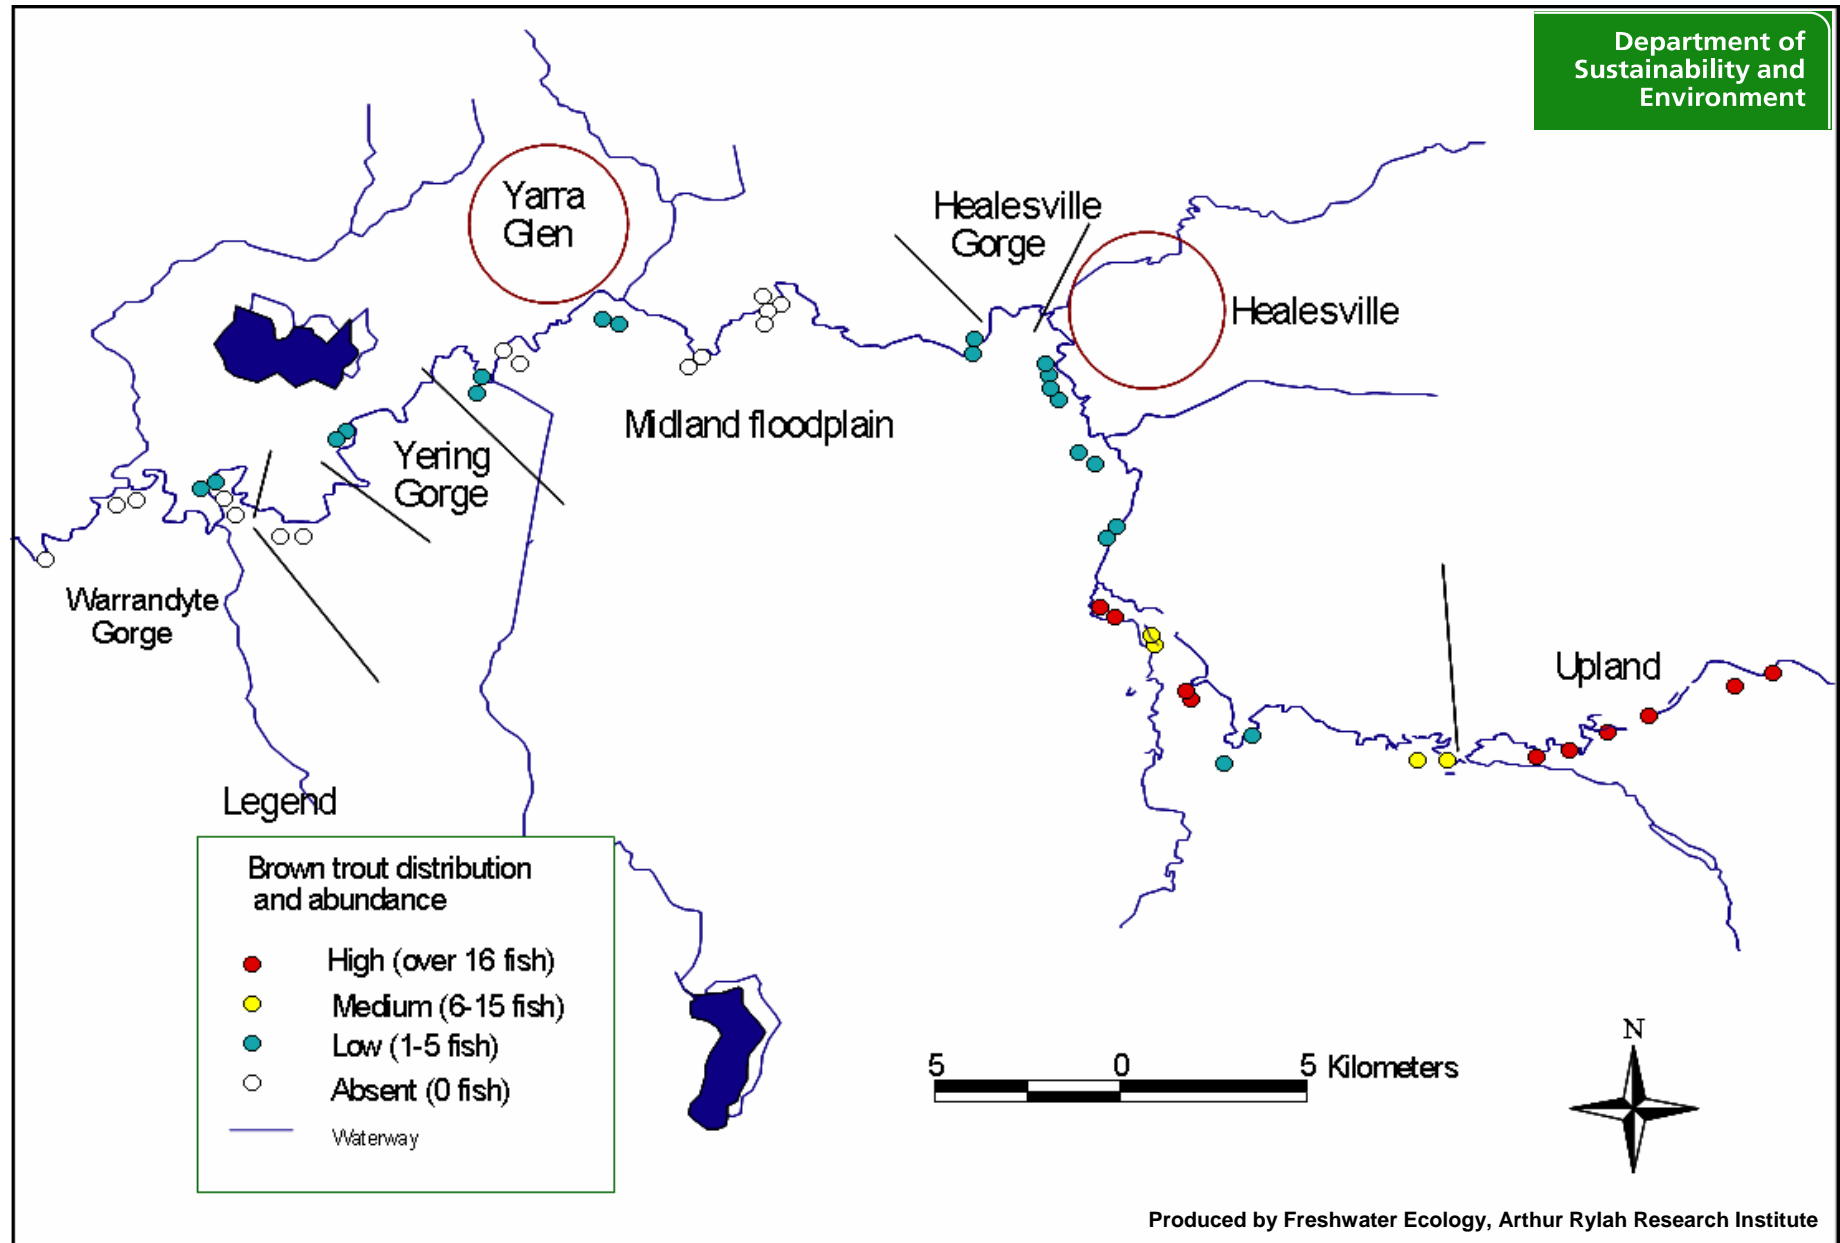 Department of
Sustainability and
Environment
Yarra
Glen
Healesville
Gorge
Healesville
Midland floodplain
Yering
Gorge
Warrandyte
Gorge
Upland
Legend
Brown trout distribution
and abundance
High (over 16 fish)
Medium (6-15 fish)
Low (1-5 fish)
Absent (0 fish)
Waterway
5 0 5 Kilometers
N
Produced by Freshwater Ecology, Arthur Rylah Research Institute